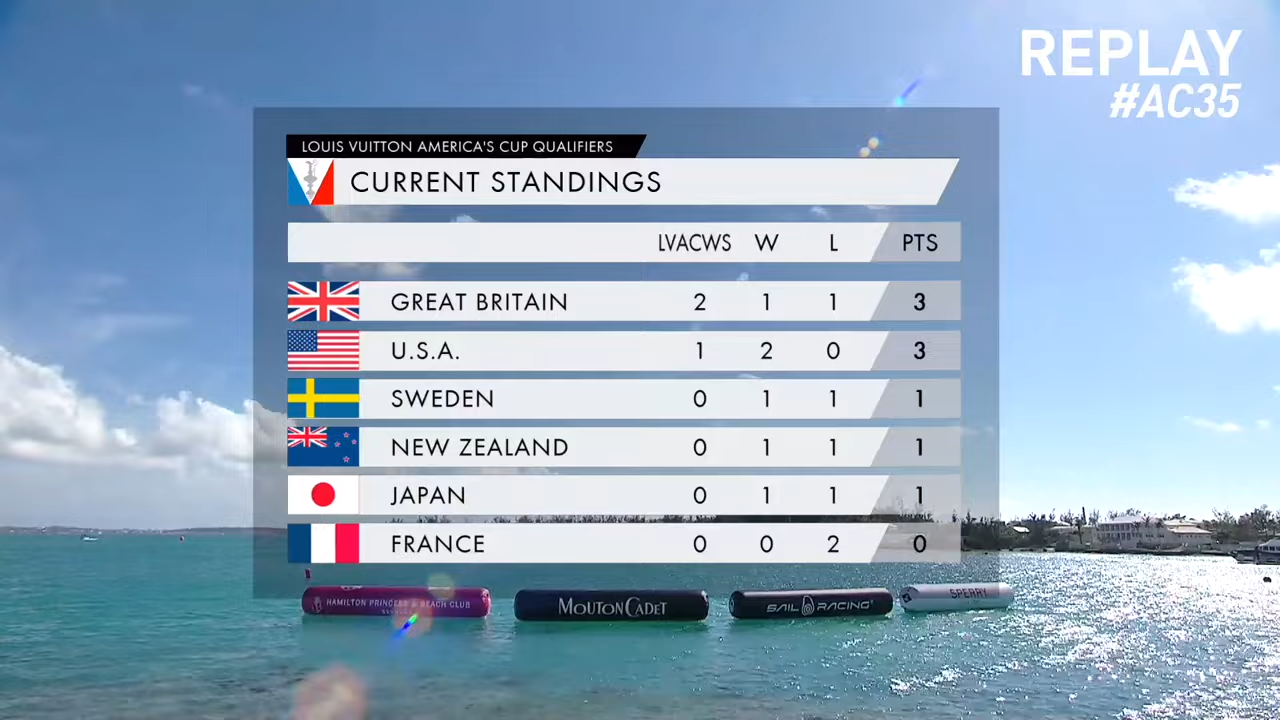 REPLAY
#AC35
LOUIS VUITTON AMERICA'S CUP QUALIFIERS
CURRENT STANDINGS
LVACWS W L PTS
GREAT BRITAIN 2 1 1 3
U.S.A. 1 2 0 3
SWEDEN 0 1 1 1
NEW ZEALAND 0 1 1 1
JAPAN 0 1 1 1
FRANCE 0 0 2 0
HAMILTON PRINCESS & BEACH CLUB
MOUTON CADET
SAIL RACING
SPERRY